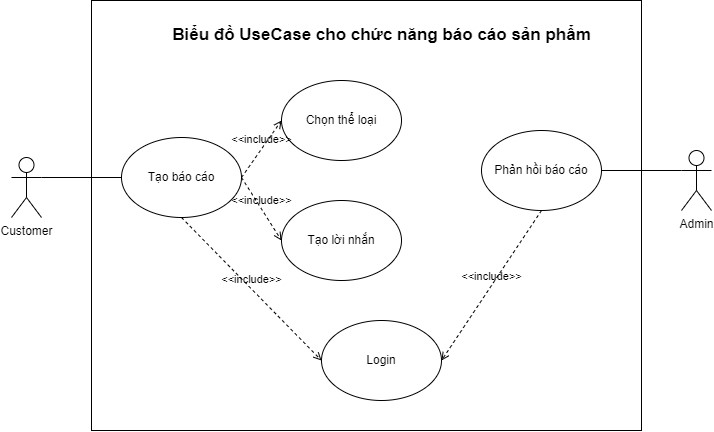 Biểu đồ UseCase cho chức năng báo cáo sản phẩm
Chọn thể loại
<<include>>
Tạo báo cáo
Phản hồi báo cáo
<<include>>
Customer
Admin
Tạo lời nhắn
<<include>>
<<include>>
Login